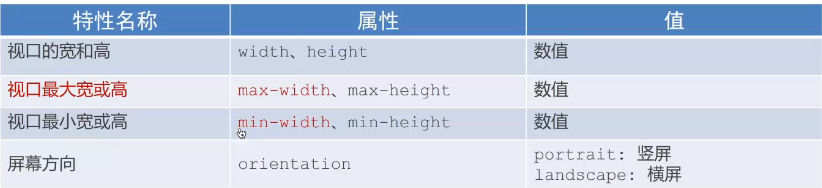 特性名称 属性 值
视口的宽和高 width、height 数值
视口最大宽或高 max-width、max-height 数值
视口最小宽或高 min-width、min-height 数值
屏幕方向 orientation portrait: 竖屏
landscape: 横屏